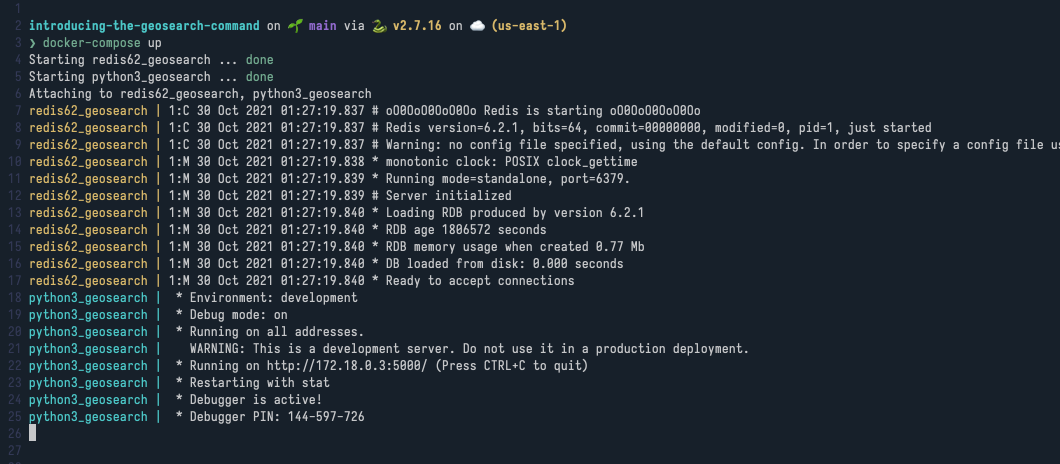 1
2 introducing-the-geosearch-command on 🌱 main via 🐍 v2.7.16 on ☁️ (us-east-1)
3 ❯ docker-compose up
4 Starting redis62_geosearch ... done
5 Starting python3_geosearch ... done
6 Attaching to redis62_geosearch, python3_geosearch
7 redis62_geosearch | 1:C 30 Oct 2021 01:27:19.837 # oO0OoO0OoO0Oo Redis is starting oO0OoO0OoO0Oo
8 redis62_geosearch | 1:C 30 Oct 2021 01:27:19.837 # Redis version=6.2.1, bits=64, commit=00000000, modified=0, pid=1, just started
9 redis62_geosearch | 1:C 30 Oct 2021 01:27:19.837 # Warning: no config file specified, using the default config. In order to specify a config file us
10 redis62_geosearch | 1:M 30 Oct 2021 01:27:19.838 * monotonic clock: POSIX clock_gettime
11 redis62_geosearch | 1:M 30 Oct 2021 01:27:19.839 * Running mode=standalone, port=6379.
12 redis62_geosearch | 1:M 30 Oct 2021 01:27:19.839 # Server initialized
13 redis62_geosearch | 1:M 30 Oct 2021 01:27:19.840 * Loading RDB produced by version 6.2.1
14 redis62_geosearch | 1:M 30 Oct 2021 01:27:19.840 * RDB age 1806572 seconds
15 redis62_geosearch | 1:M 30 Oct 2021 01:27:19.840 * RDB memory usage when created 0.77 Mb
16 redis62_geosearch | 1:M 30 Oct 2021 01:27:19.840 * DB loaded from disk: 0.000 seconds
17 redis62_geosearch | 1:M 30 Oct 2021 01:27:19.840 * Ready to accept connections
18 python3_geosearch | * Environment: development
19 python3_geosearch | * Debug mode: on
20 python3_geosearch | * Running on all addresses.
21 python3_geosearch | WARNING: This is a development server. Do not use it in a production deployment.
22 python3_geosearch | * Running on http://172.18.0.3:5000/ (Press CTRL+C to quit)
23 python3_geosearch | * Restarting with stat
24 python3_geosearch | * Debugger is active!
25 python3_geosearch | * Debugger PIN: 144-597-726
26
27